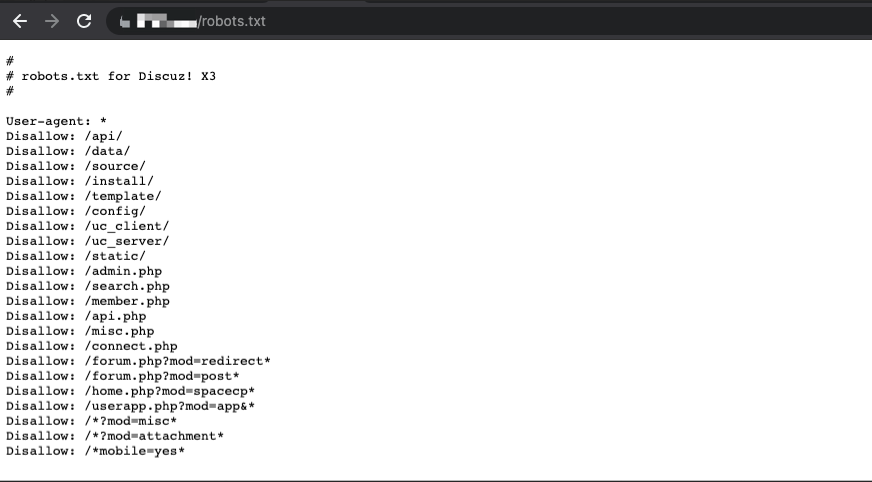 /robots.txt
#
# robots.txt for Discuz! X3
#
User-agent: *
Disallow: /api/
Disallow: /data/
Disallow: /source/
Disallow: /install/
Disallow: /template/
Disallow: /config/
Disallow: /uc_client/
Disallow: /uc_server/
Disallow: /static/
Disallow: /admin.php
Disallow: /search.php
Disallow: /member.php
Disallow: /api.php
Disallow: /misc.php
Disallow: /connect.php
Disallow: /forum.php?mod=redirect*
Disallow: /forum.php?mod=post*
Disallow: /home.php?mod=spacecp*
Disallow: /userapp.php?mod=app&*
Disallow: /*?mod=misc*
Disallow: /*?mod=attachment*
Disallow: /*mobile=yes*